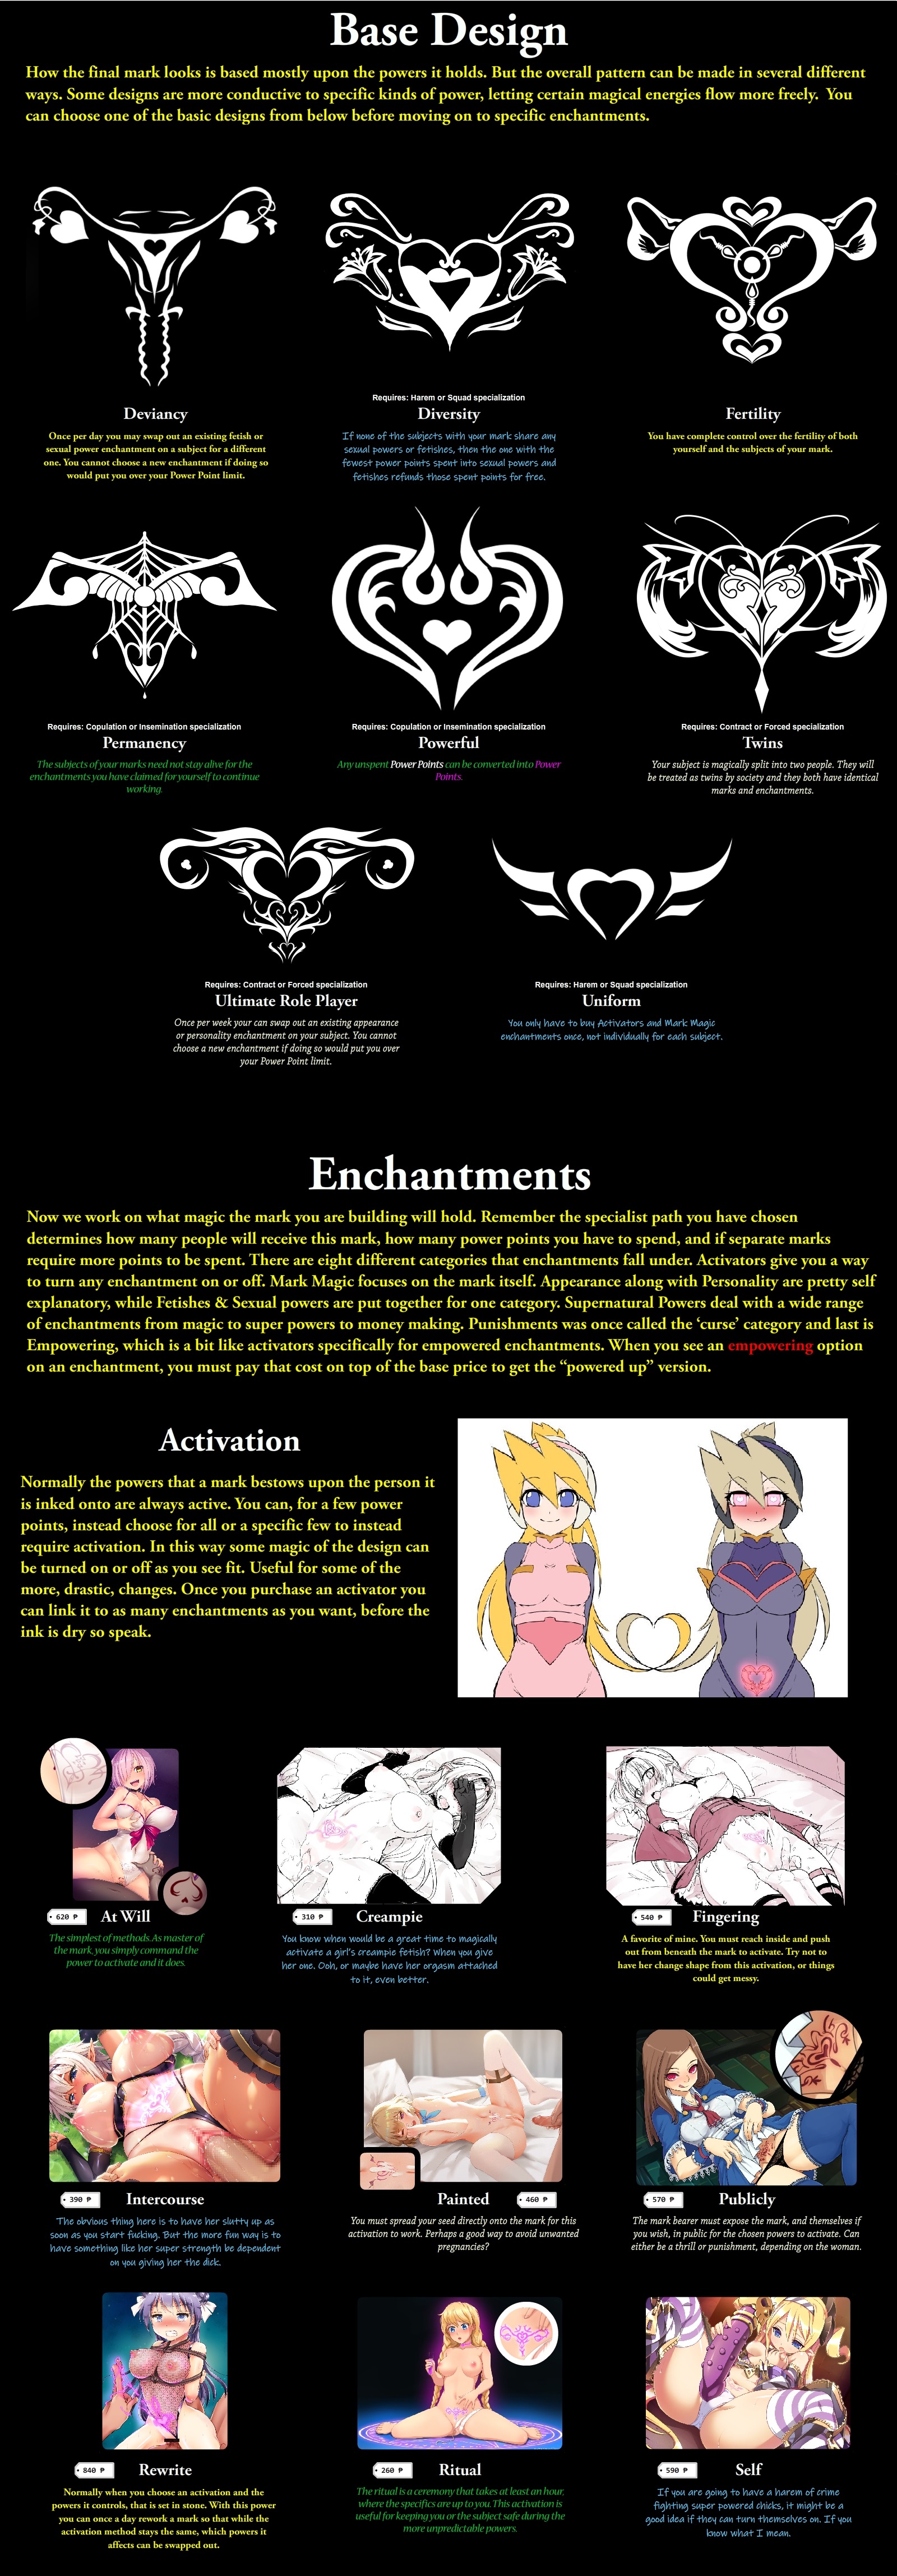 Base Design
How the final mark looks is based mostly upon the powers it holds. But the overall pattern can be made in several different
ways. Some designs are more conductive to specific kinds of power, letting certain magical energies flow more freely. You
can choose one of the basic designs from below before moving on to specific enchantments.
Deviancy
Once per day you may swap out an existing fetish or
sexual power enchantment on a subject for a different
one. You cannot choose a new enchantment if doing so
would put you over your Power Point limit.
Requires: Harem or Squad specialization
Diversity
If none of the subjects with your mark share any
sexual powers or fetishes, then the one with the
fewest power points spent into sexual powers and
fetishes refunds those spent points for free.
Fertility
You have complete control over the fertility of both
yourself and the subjects of your mark.
Requires: Copulation or Insemination specialization
Permanency
The subjects of your marks need not stay alive for the
enchantments you have claimed for yourself to continue
working.
Requires: Copulation or Insemination specialization
Powerful
Any unspent Power Points can be converted into Power
Points.
Requires: Contract or Forced specialization
Twins
Your subject is magically split into two people. They will
be treated as twins by society and they both have identical
marks and enchantments.
Requires: Contract or Forced specialization
Ultimate Role Player
Once per week your can swap out an existing appearance
or personality enchantment on your subject. You cannot
choose a new enchantment if doing so would put you over
your Power Point limit.
Requires: Harem or Squad specialization
Uniform
You only have to buy Activators and Mark Magic
enchantments once, not individually for each subject.
Enchantments
Now we work on what magic the mark you are building will hold. Remember the specialist path you have chosen
determines how many people will receive this mark, how many power points you have to spend, and if separate marks
require more points to be spent. There are eight different categories that enchantments fall under. Activators give you a way
to turn any enchantment on or off. Mark Magic focuses on the mark itself. Appearance along with Personality are pretty self
explanatory, while Fetishes & Sexual powers are put together for one category. Supernatural Powers deal with a wide range
of enchantments from magic to super powers to money making. Punishments was once called the ‘curse’ category and last is
Empowering, which is a bit like activators specifically for empowered enchantments. When you see an empowering option
on an enchantment, you must pay that cost on top of the base price to get the “powered up” version.
Activation
Normally the powers that a mark bestows upon the person it
is inked onto are always active. You can, for a few power
points, instead choose for all or a specific few to instead
require activation. In this way some magic of the design can
be turned on or off as you see fit. Useful for some of the
more, drastic, changes. Once you purchase an activator you
can link it to as many enchantments as you want, before the
ink is dry so speak.
620 ₱ At Will
The simplest of methods. As master of
the mark, you simply command the
power to activate and it does.
310 ₱ Creampie
You know when would be a great time to magically
activate a girl's creampie fetish? When you give
her one. Ooh, or maybe have her orgasm attached
to it, even better.
540 ₱ Fingering
A favorite of mine. You must reach inside and push
out from beneath the mark to activate. Try not to
have her change shape from this activation, or things
could get messy.
390 ₱ Intercourse
The obvious thing here is to have her slutty up as
soon as you start fucking. But the more fun way is to
have something like her super strength be dependent
on you giving her the dick.
Painted 460 ₱
You must spread your seed directly onto the mark for this
activation to work. Perhaps a good way to avoid unwanted
pregnancies?
570 ₱ Publicly
The mark bearer must expose the mark, and themselves if
you wish, in public for the chosen powers to activate. Can
either be a thrill or punishment, depending on the woman.
840 ₱ Rewrite
Normally when you choose an activation and the
powers it controls, that is set in stone. With this power
you can once a day rework a mark so that while the
activation method stays the same, which powers it
affects can be swapped out.
260 ₱ Ritual
The ritual is a ceremony that takes at least an hour,
where the specifics are up to you. This activation is
useful for keeping you or the subject safe during the
more unpredictable powers.
590 ₱ Self
If you are going to have a harem of crime
fighting super powered chicks, it might be a
good idea if they can turn themselves on. If you
know what I mean.